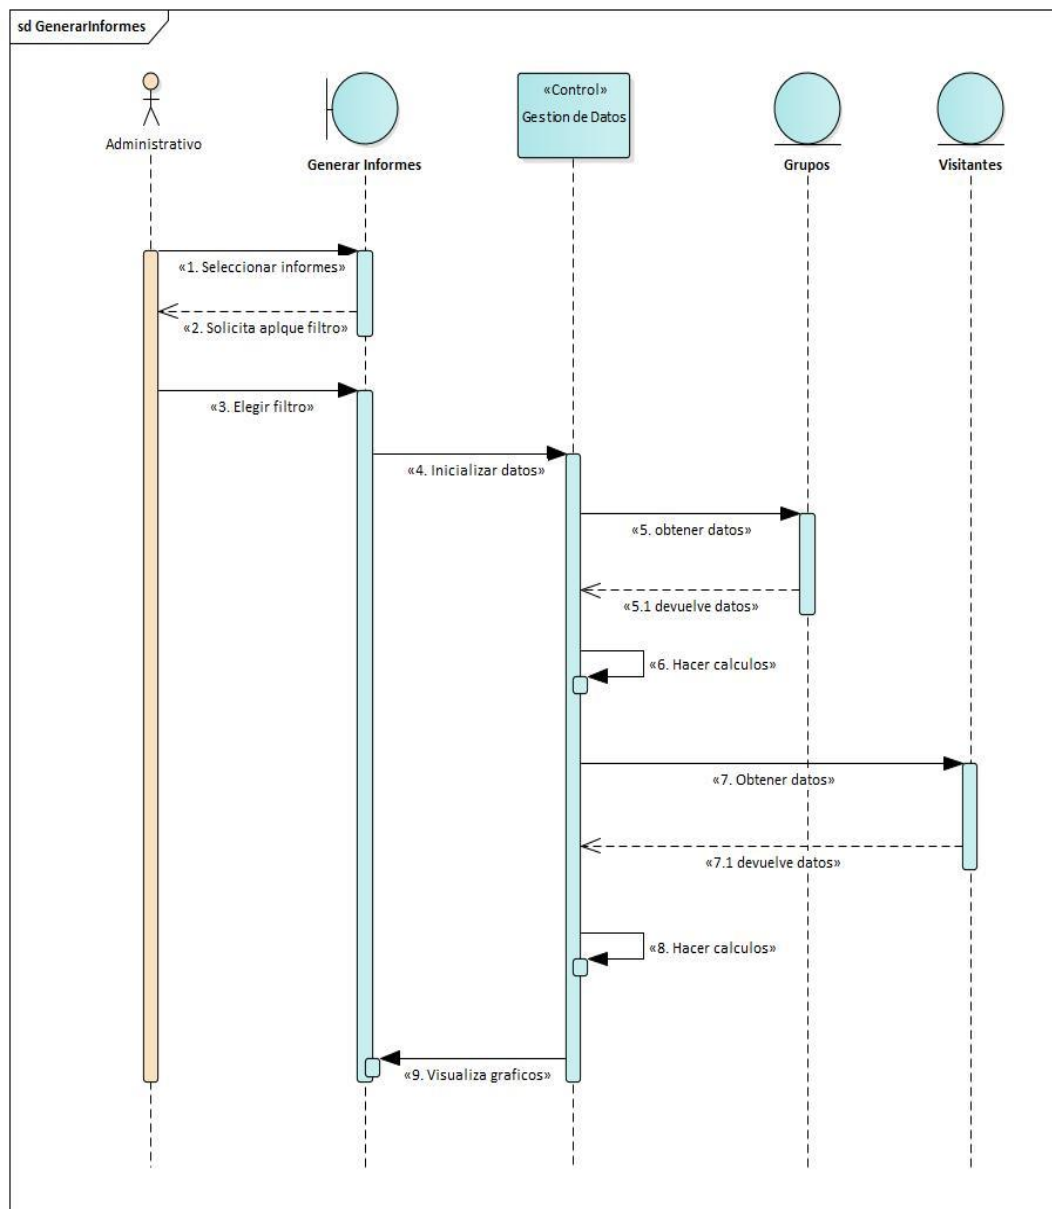 sd GenerarInformes
Administrativo
Generar Informes
«Control»
Gestion de Datos
Grupos
Visitantes
«1. Seleccionar informes»
«2. Solicita aplque filtro»
«3. Elegir filtro»
«4. Inicializar datos»
«5. obtener datos»
«5.1 devuelve datos»
«6. Hacer calculos»
«7. Obtener datos»
«7.1 devuelve datos»
«8. Hacer calculos»
«9. Visualiza graficos»